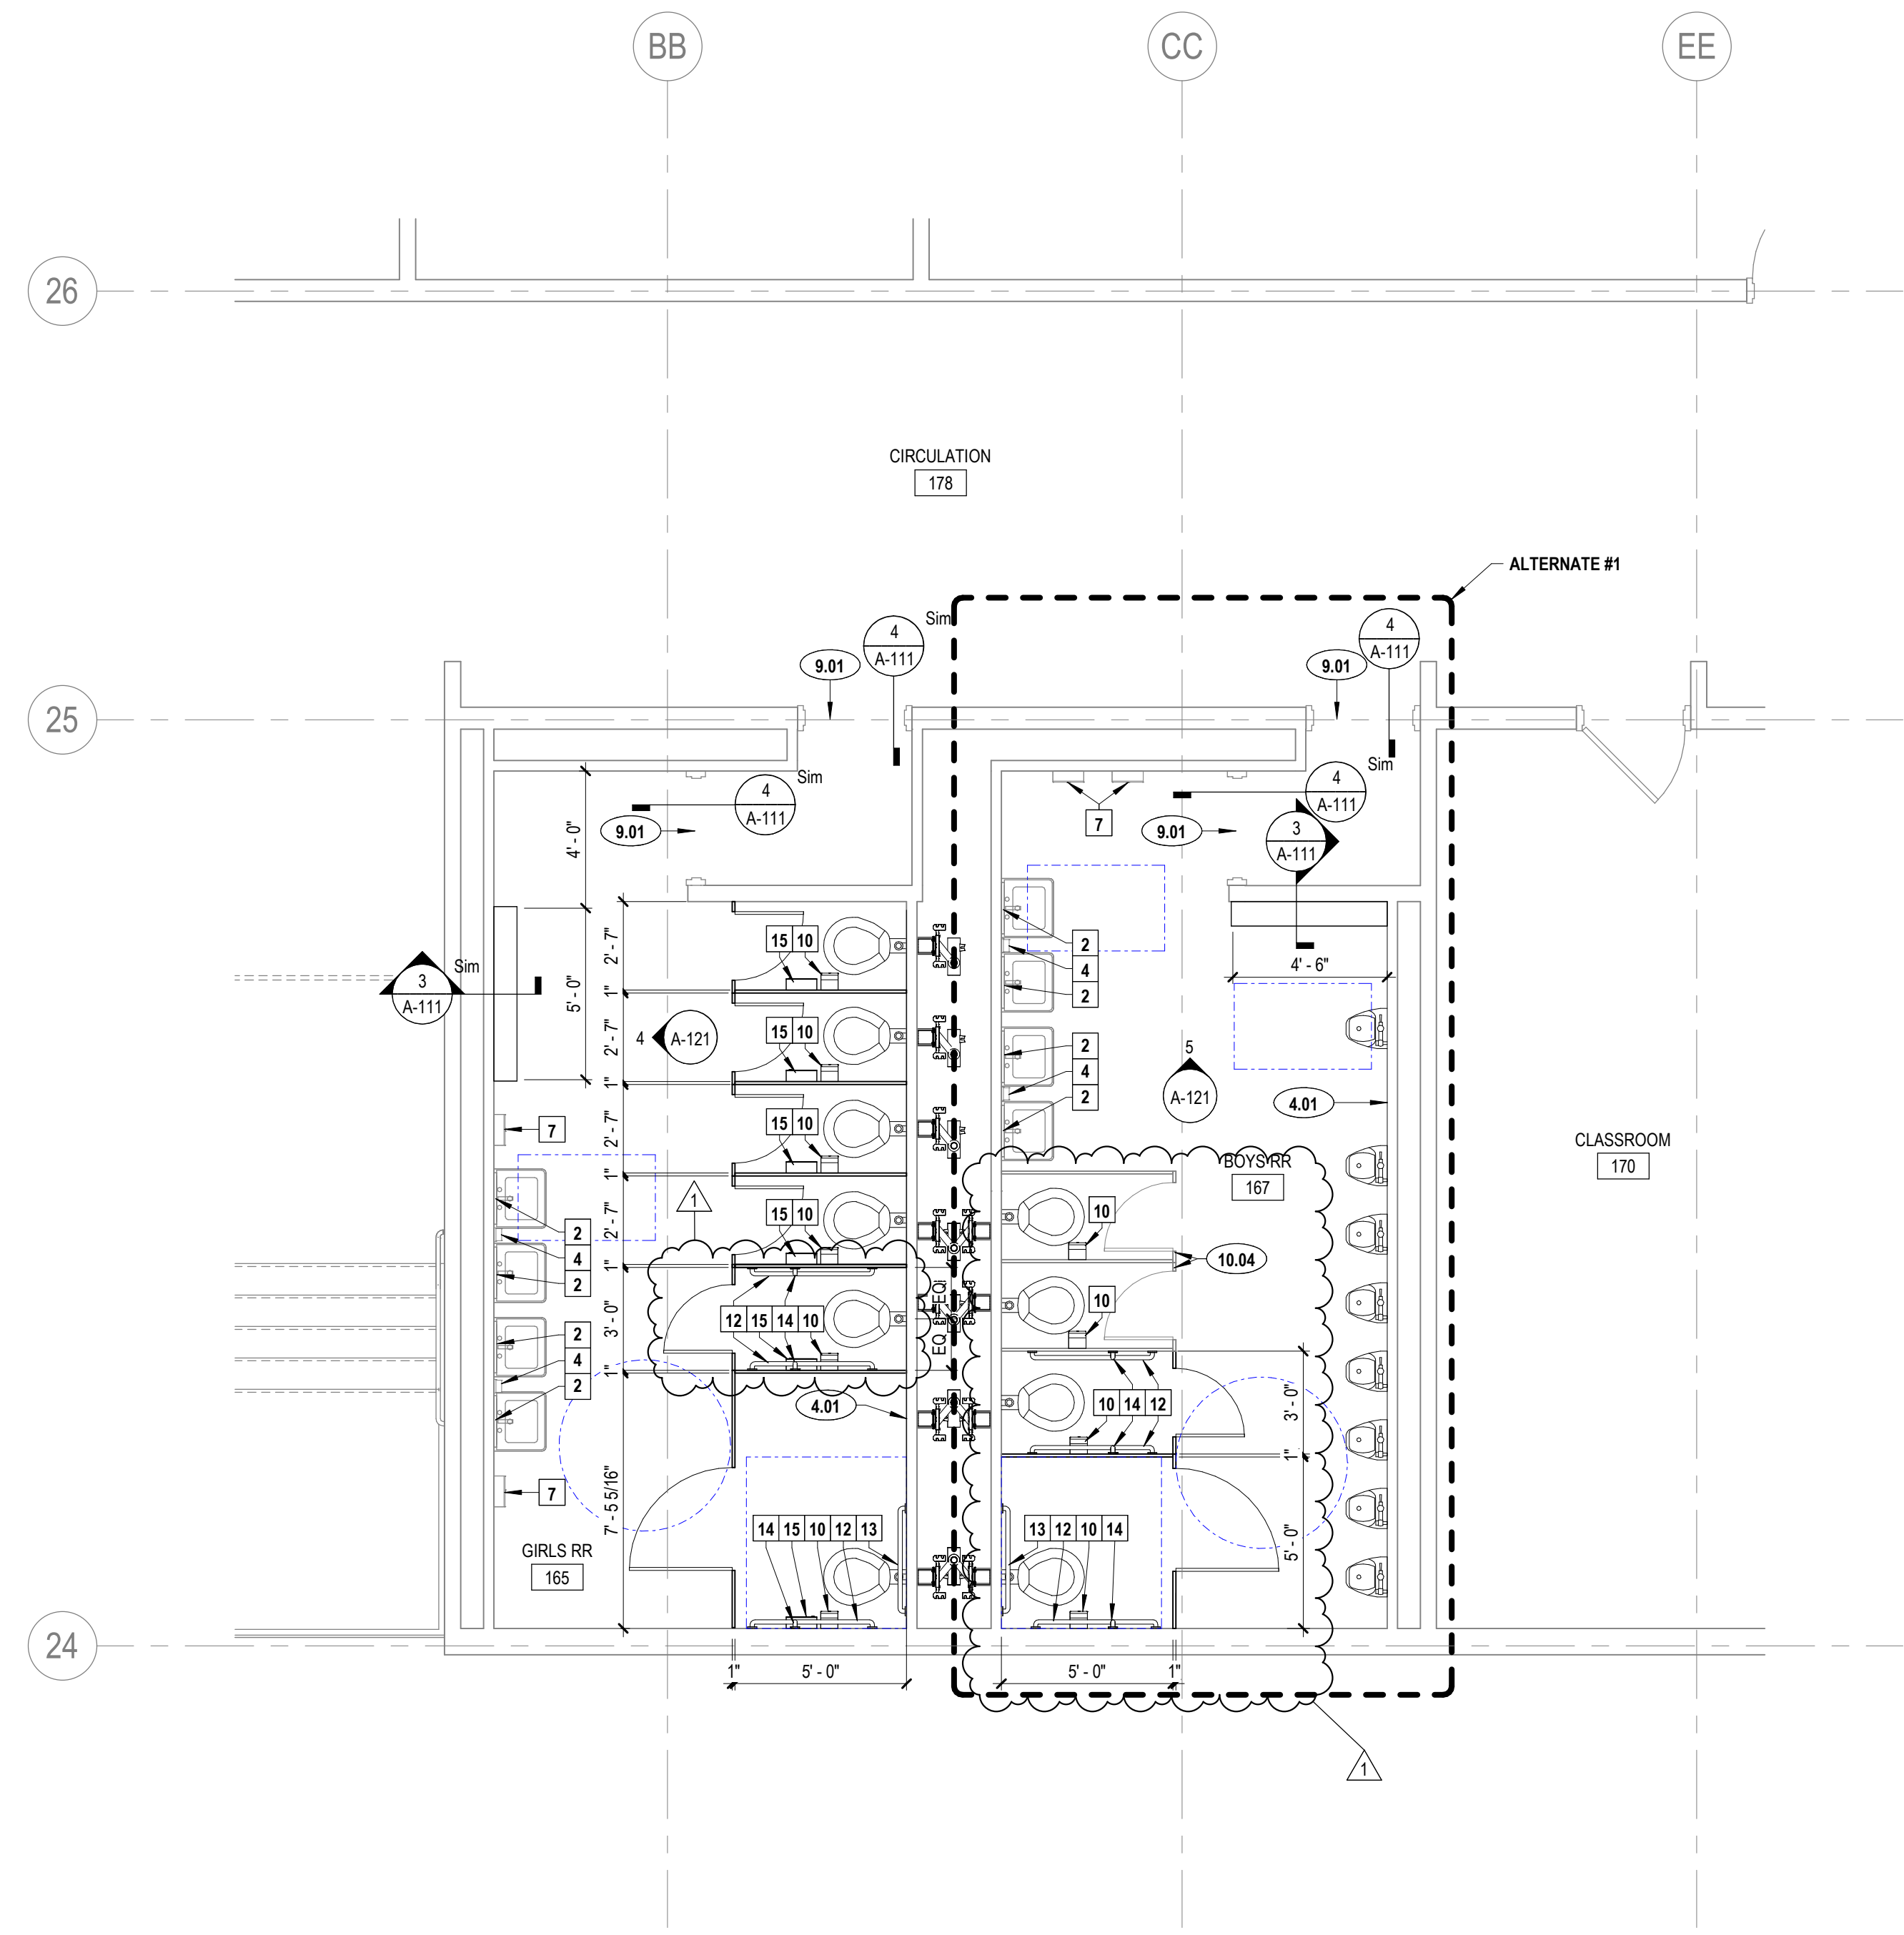 BB
CC
EE
26
CIRCULATION
178
ALTERNATE #1
4
A-111
Sim
4
A-111
9.01
9.01
25
4
A-111
Sim
4
A-111
Sim
9.01
7
9.01
3
A-111
4' - 0"
5' - 0"
2' - 7"
15 10
2
4
2
4' - 6"
3
A-111
Sim
1"
4
A-121
2' - 7"
15 10
2
4
2
5
A-121
4.01
1"
7
2' - 7"
15 10
CLASSROOM
170
1"
BOYS RR
167
1
2' - 7"
15 10
10
2
4
2
10.04
1"
EQ
EQ
10
3' - 0"
12 15 14 10
2
4
2
1"
4.01
10 14 12
3' - 0"
1"
7
7' - 5 5/16"
14 15 10 12 13
13 12 10 14
5' - 0"
GIRLS RR
165
24
1"
5' - 0"
5' - 0"
1"
1